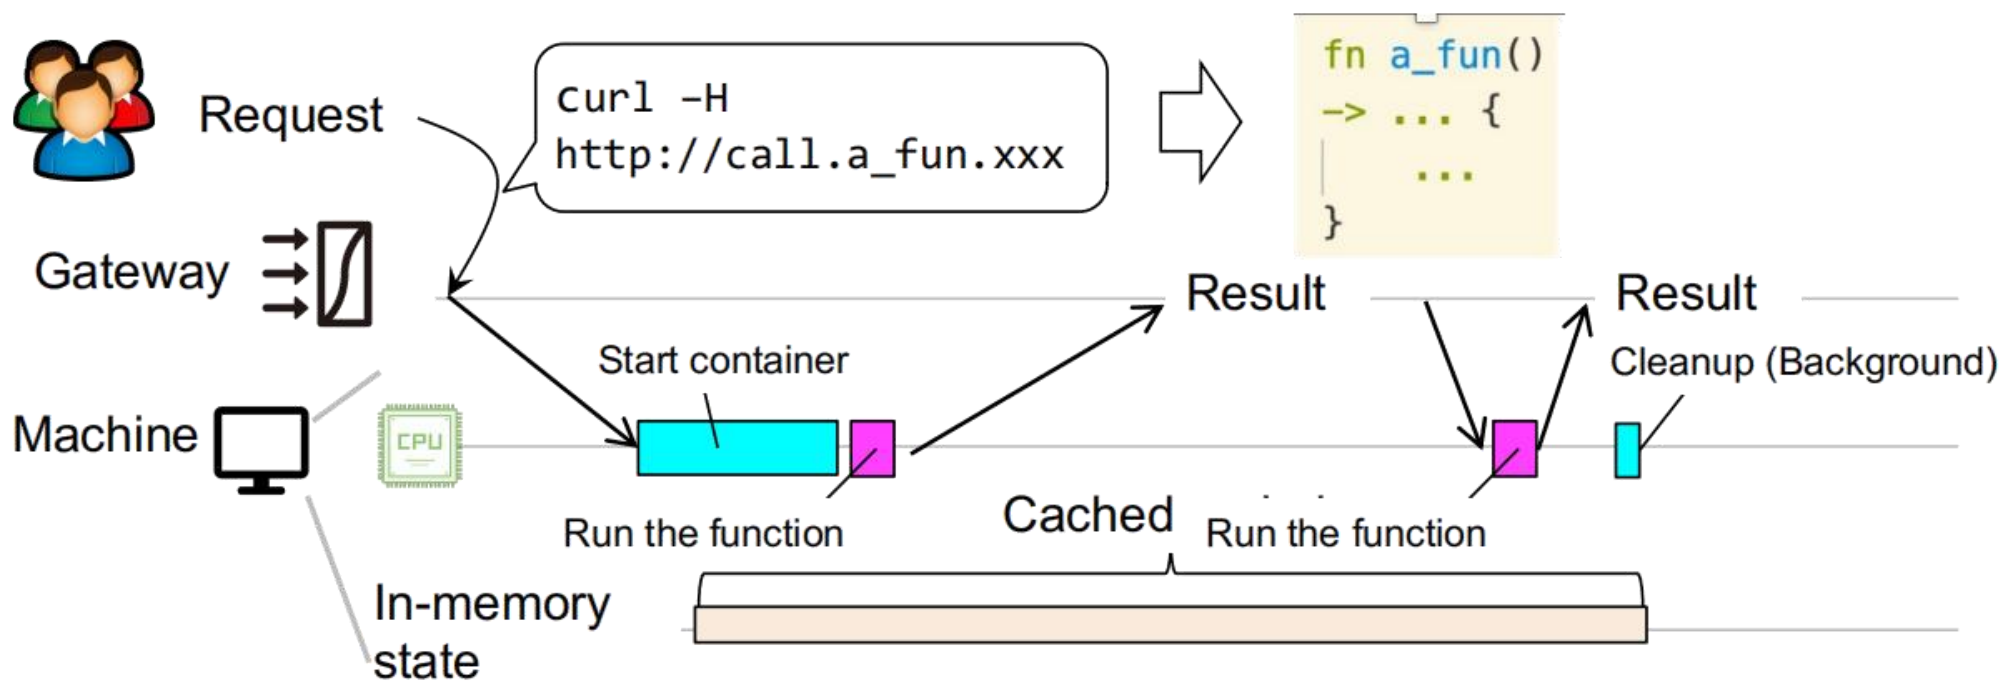 Request
curl –H
http://call.a_fun.xxx
fn a_fun()
–> ... {
...
}
Gateway
Result
Result
Start container
Cleanup (Background)
Machine
CPU
Run the function
Cached
Run the function
In-memory
state